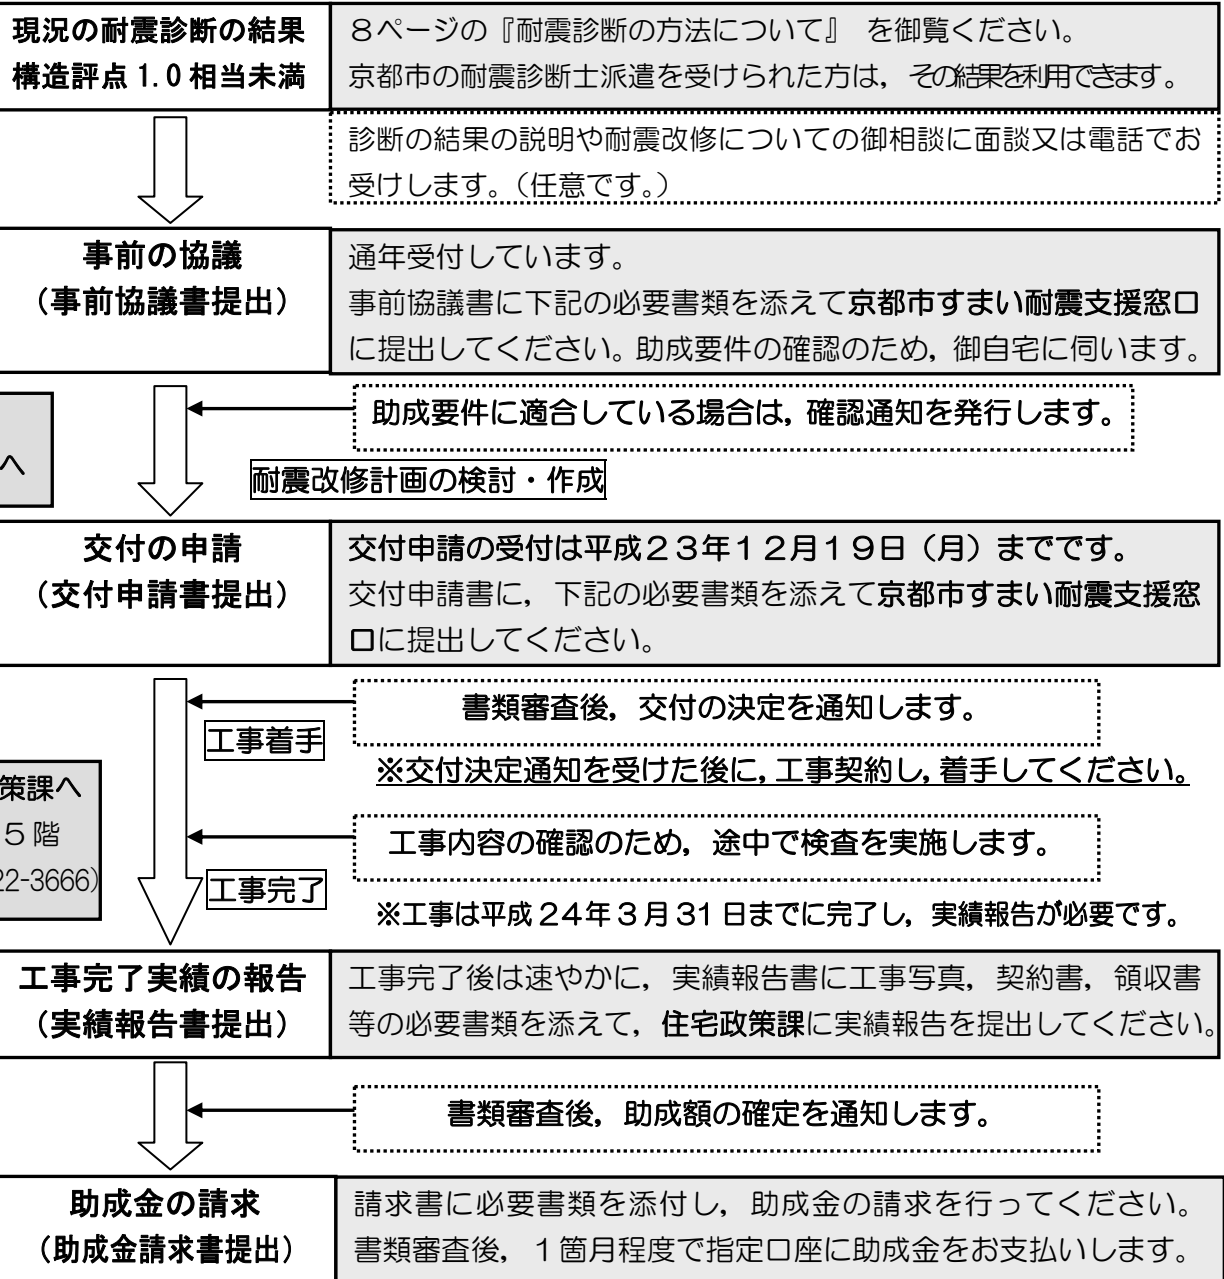 現況の耐震診断の結果
構造評点 1.0 相当未満
8ページの『耐震診断の方法について』 を御覧ください。
京都市の耐震診断士派遣を受けられた方は，その結果を利用できます。
診断の結果の説明や耐震改修についての御相談に面談又は電話でお
受けします。（任意です。）
事前の協議
（事前協議書提出）
通年受付しています。
事前協議書に下記の必要書類を添えて京都市すまい耐震支援窓口
に提出してください。助成要件の確認のため，御自宅に伺います。
助成要件に適合している場合は，確認通知を発行します。
へ
耐震改修計画の検討・作成
交付の申請
（交付申請書提出）
交付申請の受付は平成２３年１２月１９日（月）までです。
交付申請書に，下記の必要書類を添えて京都市すまい耐震支援窓
口に提出してください。
書類審査後，交付の決定を通知します。
工事着手
※交付決定通知を受けた後に，工事契約し，着手してください。
策課へ
５階
22-3666）
工事内容の確認のため，途中で検査を実施します。
工事完了
※工事は平成 24年 3 月 31 日までに完了し，実績報告が必要です。
工事完了実績の報告
（実績報告書提出）
工事完了後は速やかに，実績報告書に工事写真，契約書，領収書
等の必要書類を添えて，住宅政策課に実績報告を提出してください。
書類審査後，助成額の確定を通知します。
助成金の請求
（助成金請求書提出）
請求書に必要書類を添付し，助成金の請求を行ってください。
書類審査後，１箇月程度で指定口座に助成金をお支払いします。